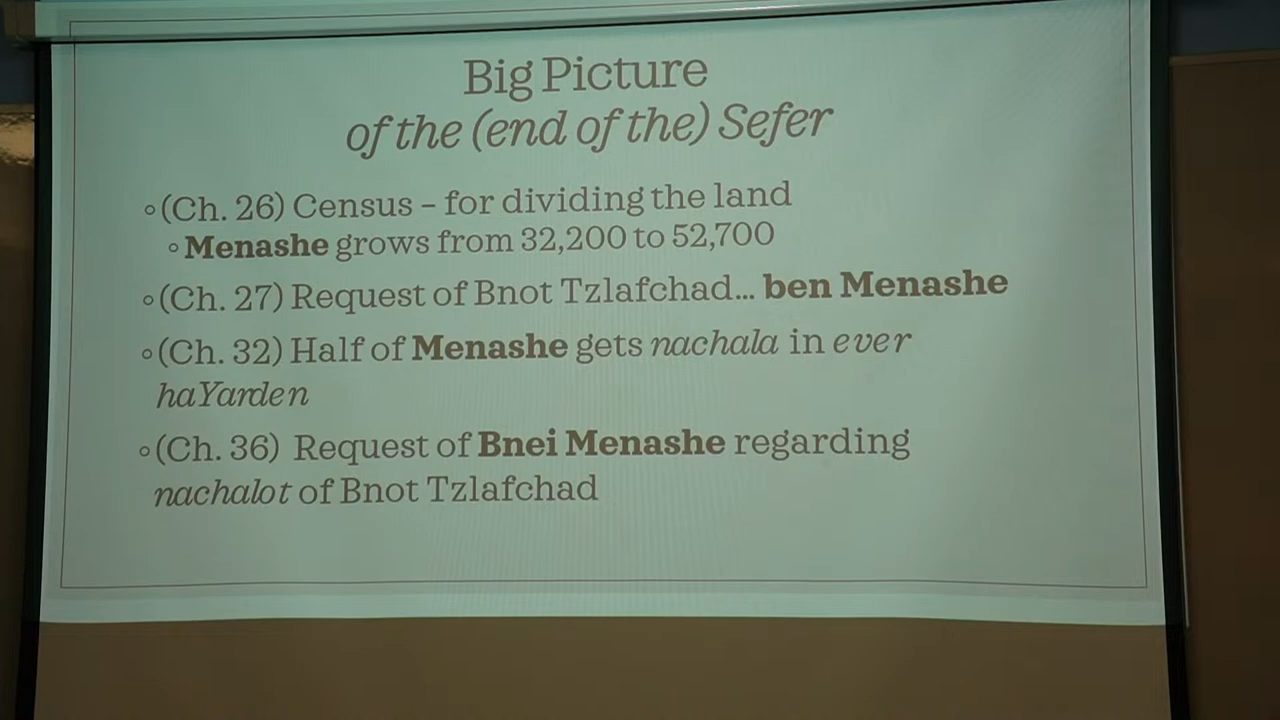 Big Picture
of the (end of the) Sefer
◦(Ch. 26) Census – for dividing the land
◦Menashe grows from 32,200 to 52,700
◦(Ch. 27) Request of Bnot Tzlafchad... ben Menashe
◦(Ch. 32) Half of Menashe gets nachala in ever
haYarden
◦(Ch. 36) Request of Bnei Menashe regarding
nachalot of Bnot Tzlafchad